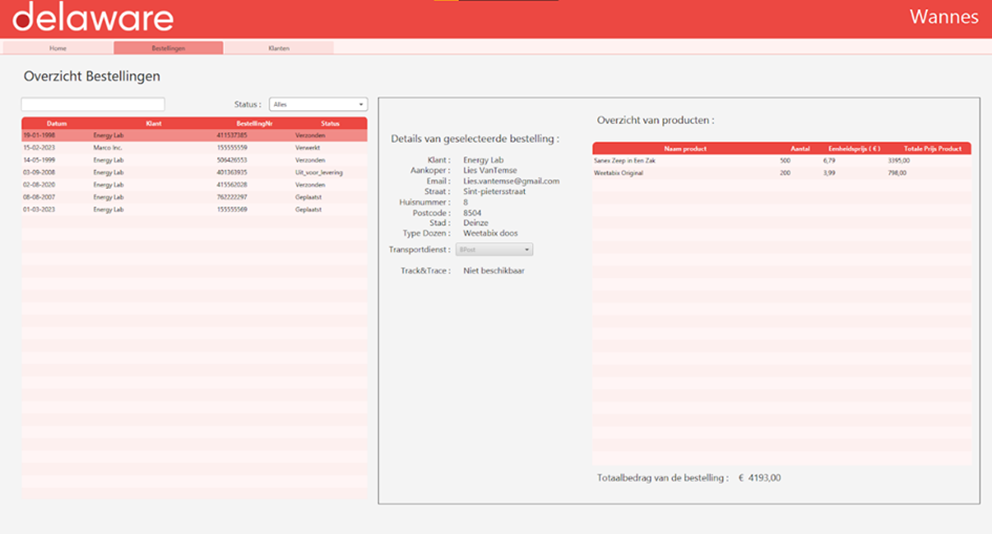 delaware
Wannes
Home Bestellingen Klanten
Overzicht Bestellingen
Status : Alles
Datum Klant BestellingNr Status
19-01-1998 Energy Lab 411537385 Verzonden
15-02-2023 Marco Inc. 155555559 Verwerkt
14-05-1999 Energy Lab 506426553 Verzonden
03-09-2008 Energy Lab 401363935 Uit_voor_levering
02-08-2020 Energy Lab 415562028 Verzonden
08-08-2007 Energy Lab 762222297 Geplaatst
01-03-2023 Energy Lab 155555569 Geplaatst
Details van geselecteerde bestelling :
Klant : Energy Lab
Aankoper : Lies VanTemse
Email : Lies.vantemse@gmail.com
Straat : Sint-pietersstraat
Huisnummer : 8
Postcode : 8504
Stad : Deinze
Type Dozen : Weetabix doos
Transportdienst : BPost
Track&Trace : Niet beschikbaar
Overzicht van producten :
Naam product Aantal Eenheidsprijs ( € ) Totale Prijs Product
Sanex Zeep in Een Zak 500 6,79 3395,00
Weetabix Original 200 3,99 798,00
Totaalbedrag van de bestelling : € 4193,00